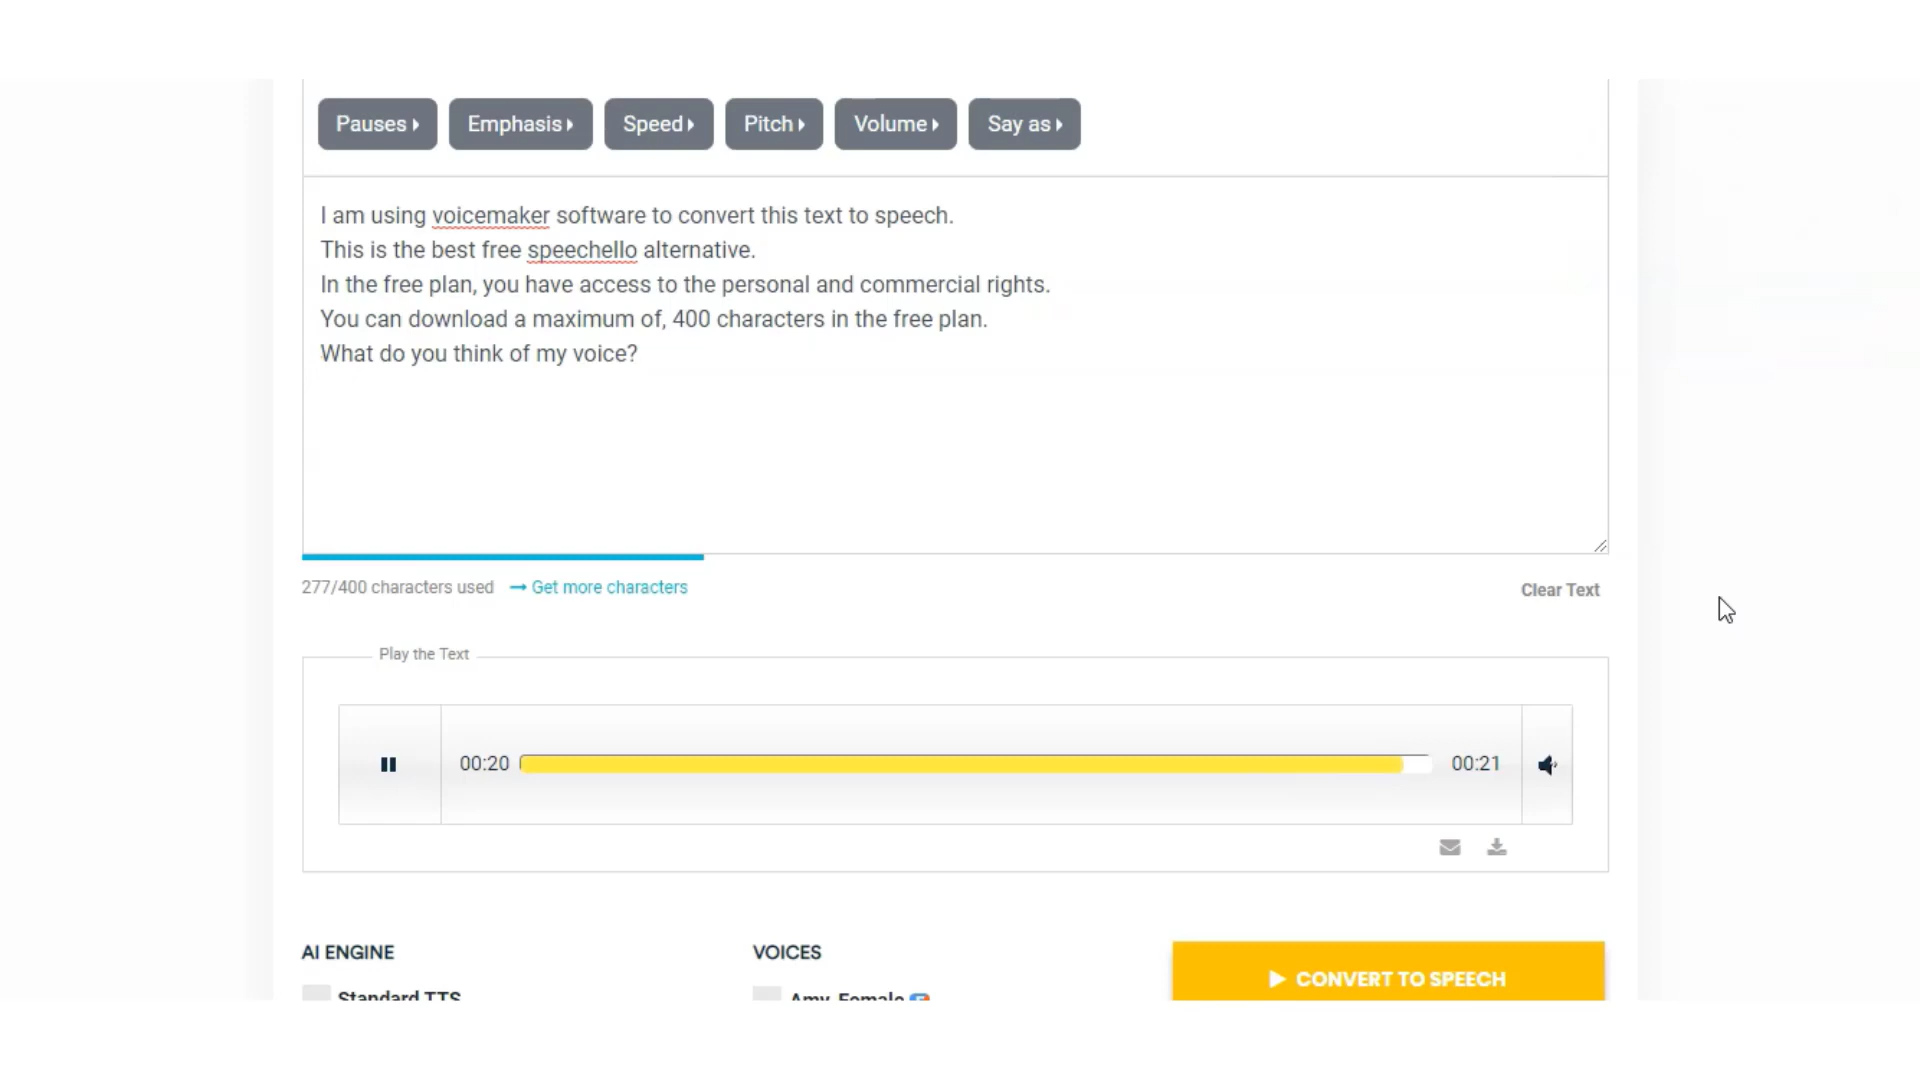 Pauses Emphasis Speed Pitch Volume Say as
I am using voicemaker software to convert this text to speech.
This is the best free speechello alternative.
In the free plan, you have access to the personal and commercial rights.
You can download a maximum of, 400 characters in the free plan.
What do you think of my voice?
277/400 characters used → Get more characters Clear Text
Play the Text
00:20 00:21
AI ENGINE VOICES CONVERT TO SPEECH
Standard TTS Amy, Female